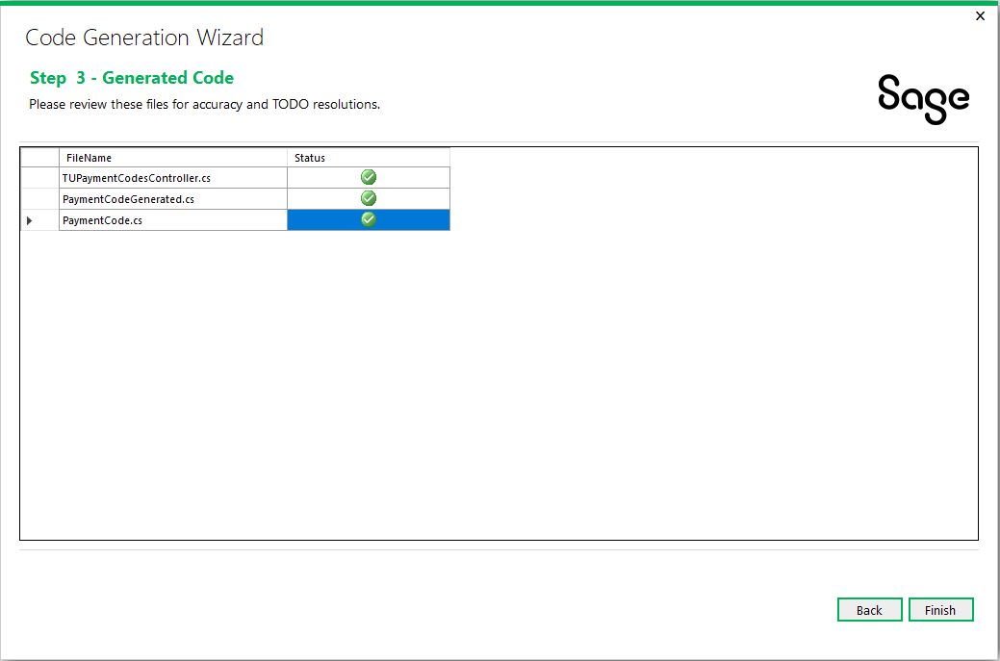 Code Generation Wizard
Step 3 - Generated Code
Please review these files for accuracy and TODO resolutions.
Sage
FileName Status
TUPaymentCodesController.cs
PaymentCodeGenerated.cs
PaymentCode.cs
Back Finish